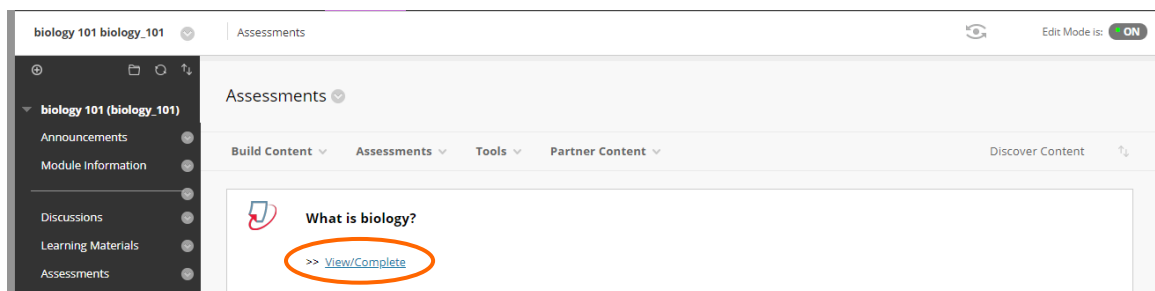 biology 101 biology_101
Assessments
Edit Mode is: ON
biology 101 (biology_101)
Announcements
Module Information
Discussions
Learning Materials
Assessments
Assessments
Build Content
Assessments
Tools
Partner Content
Discover Content
What is biology?
>> View/Complete